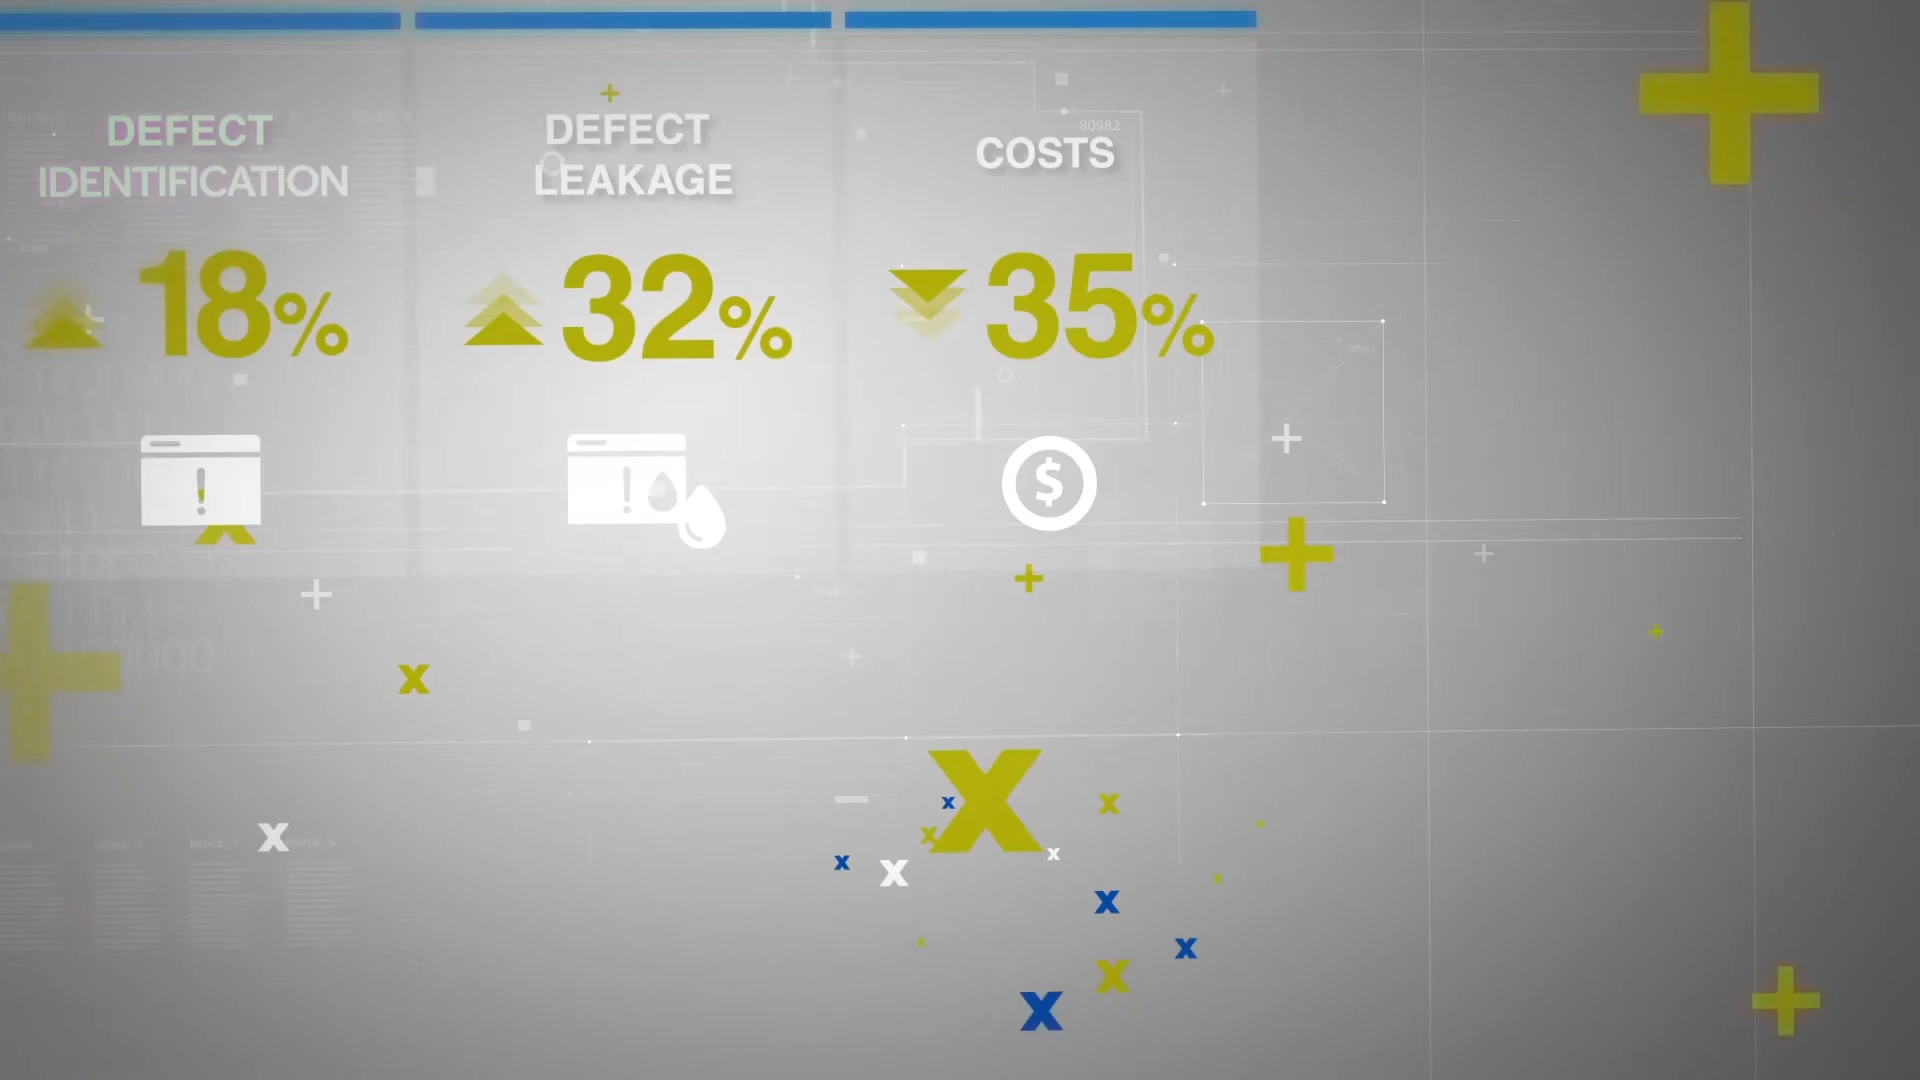 DEFECT
IDENTIFICATION
18%
DEFECT
LEAKAGE
32%
80982
COSTS
35%
$